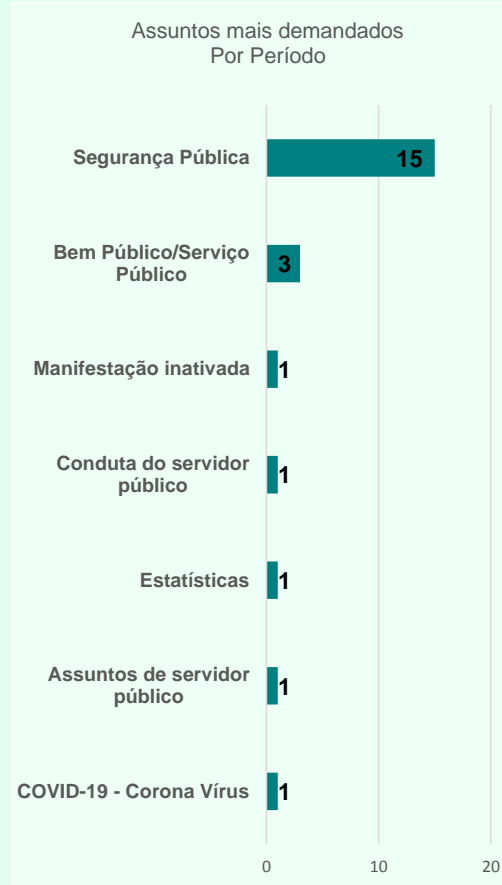 Assuntos mais demandados
Por Período
Segurança Pública
15
Bem Público/Serviço
Público
3
Manifestação inativada
1
Conduta do servidor
público
1
Estatísticas
1
Assuntos de servidor
público
1
COVID-19 - Corona Vírus
1
0
10
20